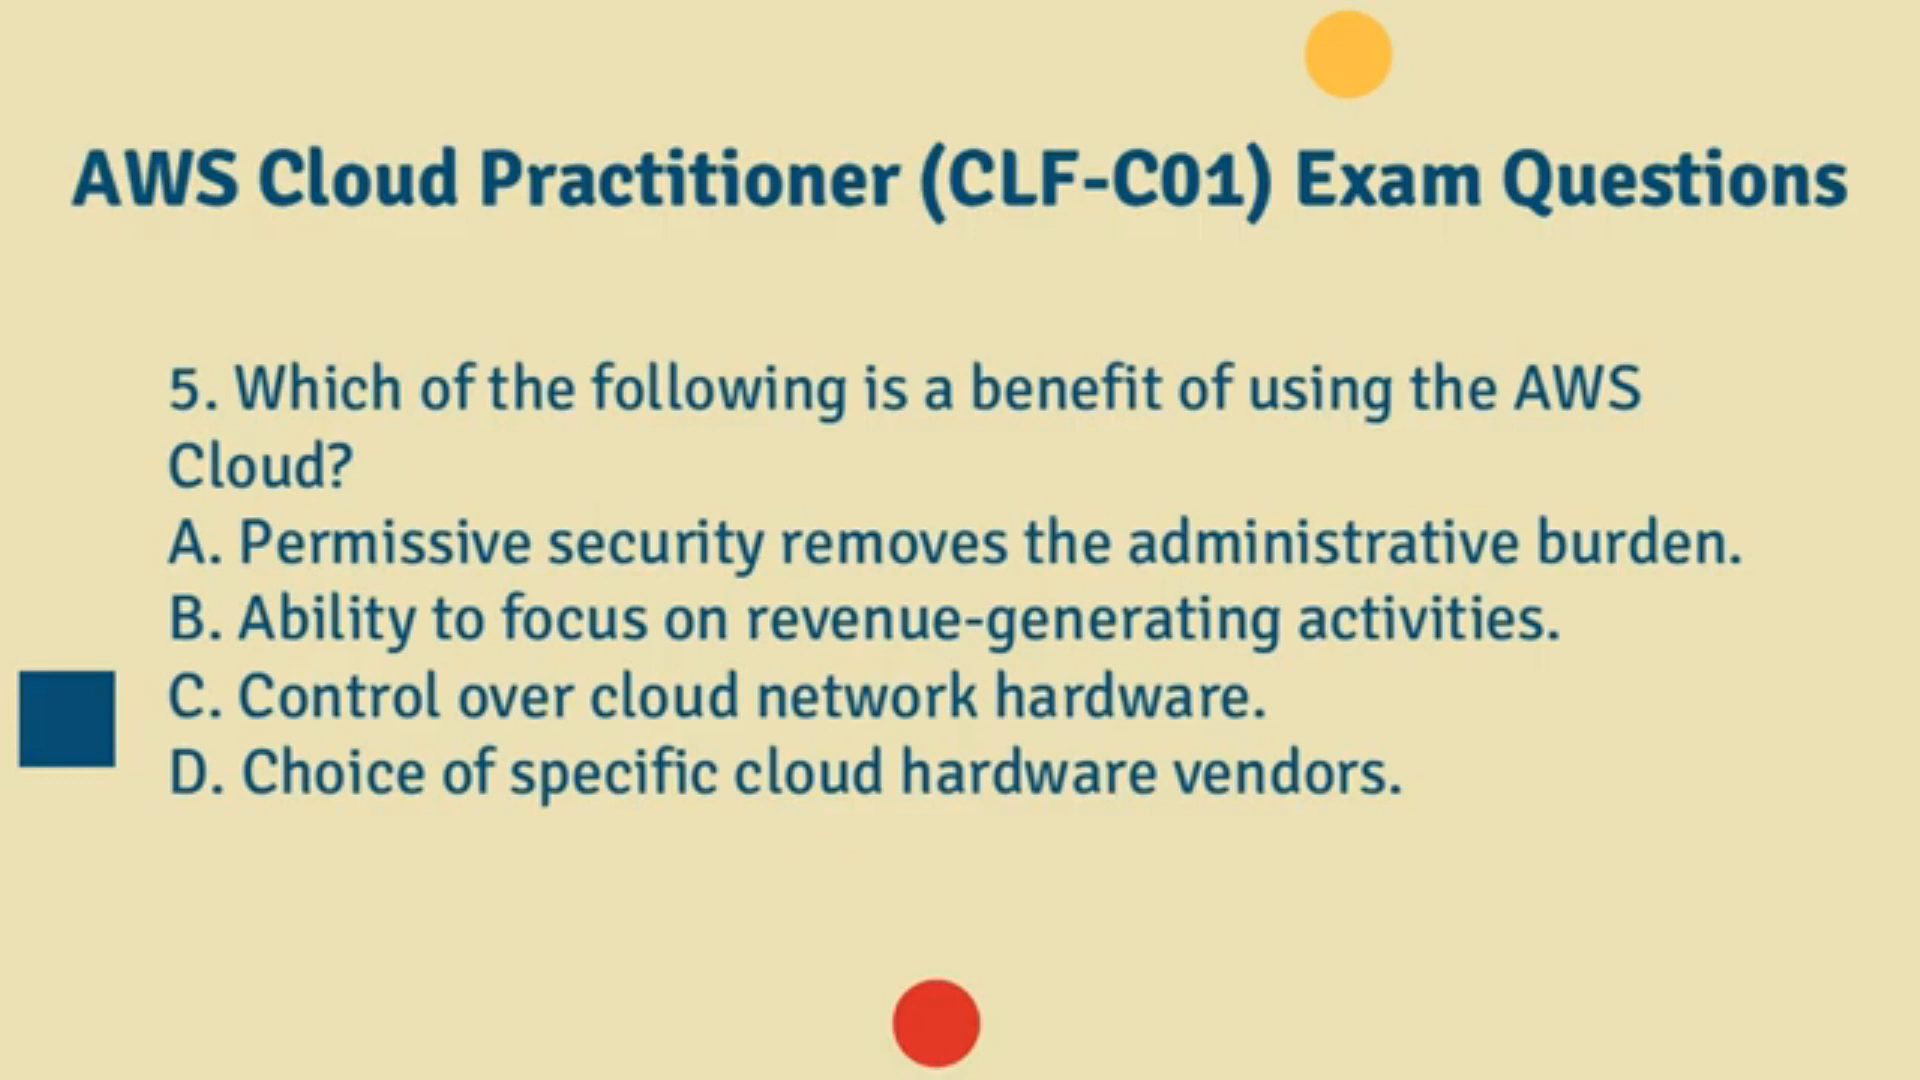 AWS Cloud Practitioner (CLF-C01) Exam Questions
5. Which of the following is a benefit of using the AWS
Cloud?
A. Permissive security removes the administrative burden.
B. Ability to focus on revenue-generating activities.
C. Control over cloud network hardware.
D. Choice of specific cloud hardware vendors.